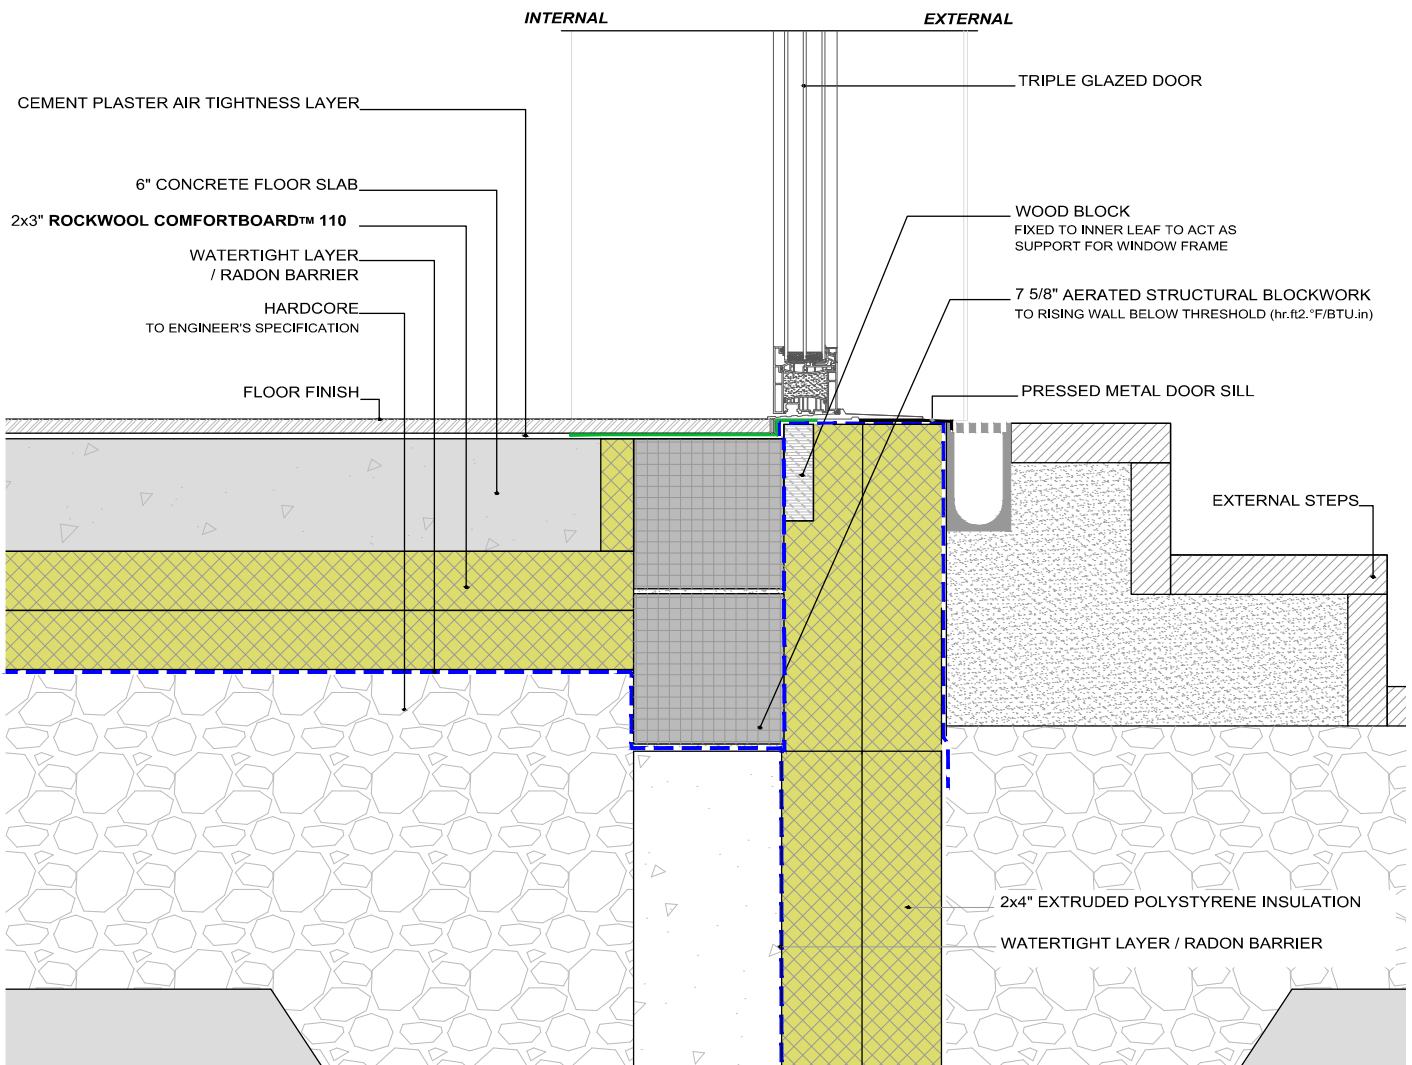 INTERNAL
EXTERNAL
TRIPLE GLAZED DOOR
CEMENT PLASTER AIR TIGHTNESS LAYER
6" CONCRETE FLOOR SLAB
2x3" ROCKWOOL COMFORTBOARD™ 110
WATERTIGHT LAYER
/ RADON BARRIER
HARDCORE
TO ENGINEER'S SPECIFICATION
FLOOR FINISH
WOOD BLOCK
FIXED TO INNER LEAF TO ACT AS
SUPPORT FOR WINDOW FRAME
7 5/8" AERATED STRUCTURAL BLOCKWORK
TO RISING WALL BELOW THRESHOLD (hr.ft2.°F/BTU.in)
PRESSED METAL DOOR SILL
EXTERNAL STEPS
2x4" EXTRUDED POLYSTYRENE INSULATION
WATERTIGHT LAYER / RADON BARRIER